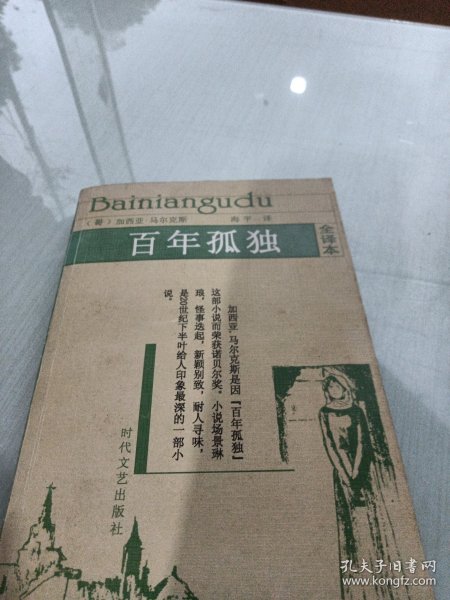 Bainiangudu
（哥）加西亚·马尔克斯 海平 译
百年孤独
全译本
加西亚·马尔克斯是因『百年孤独』
这部小说而荣获诺贝尔奖。小说场景琳
琅，怪事迭起，新颖别致，耐人寻味，
是20世纪下半叶给人印象最深的一部小
说。
时代文艺出版社
孔夫子旧书网
www.kongfz.com